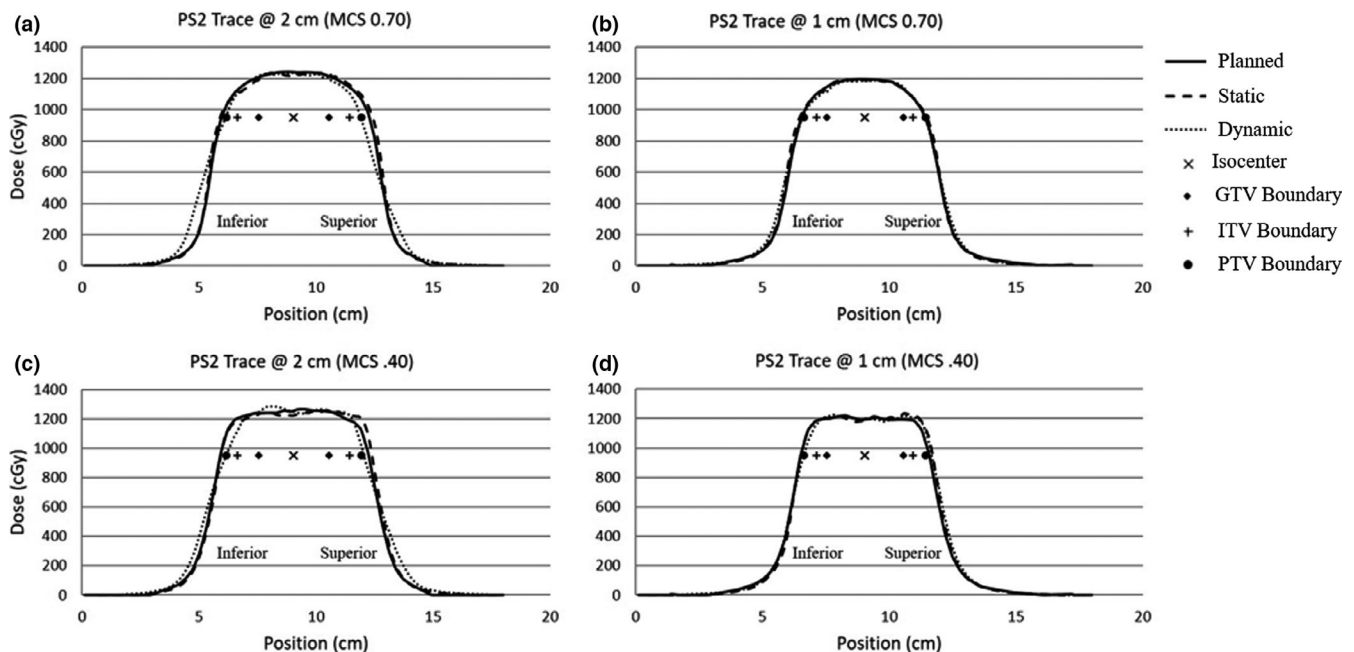 (a)
PS2 Trace @ 2 cm (MCS 0.70)
1400
1200
1000
800
600
400
200
0
Dose (cGy)
Inferior
Superior
0
5
10
15
20
Position (cm)
(b)
PS2 Trace @ 1 cm (MCS 0.70)
1400
1200
1000
800
600
400
200
0
Dose (cGy)
Inferior
Superior
0
5
10
15
20
Position (cm)
Planned
Static
Dynamic
Isocenter
GTV Boundary
ITV Boundary
PTV Boundary
(c)
PS2 Trace @ 2 cm (MCS .40)
1400
1200
1000
800
600
400
200
0
Dose (cGy)
Inferior
Superior
0
5
10
15
20
Position (cm)
(d)
PS2 Trace @ 1 cm (MCS .40)
1400
1200
1000
800
600
400
200
0
Dose (cGy)
Inferior
Superior
0
5
10
15
20
Position (cm)